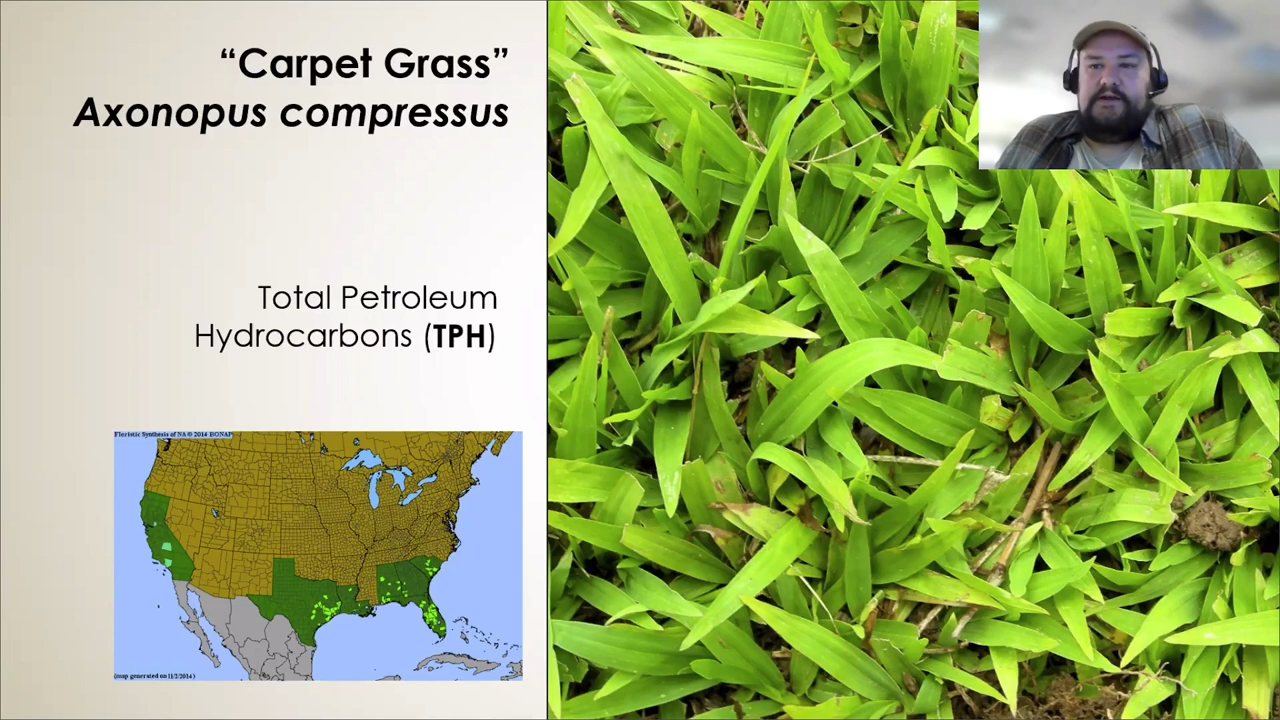 “Carpet Grass”
Axonopus compressus
Total Petroleum
Hydrocarbons (TPH)
Floristic Synthesis of NA © 2014 BONAP
(map generated on 11/2/2014)